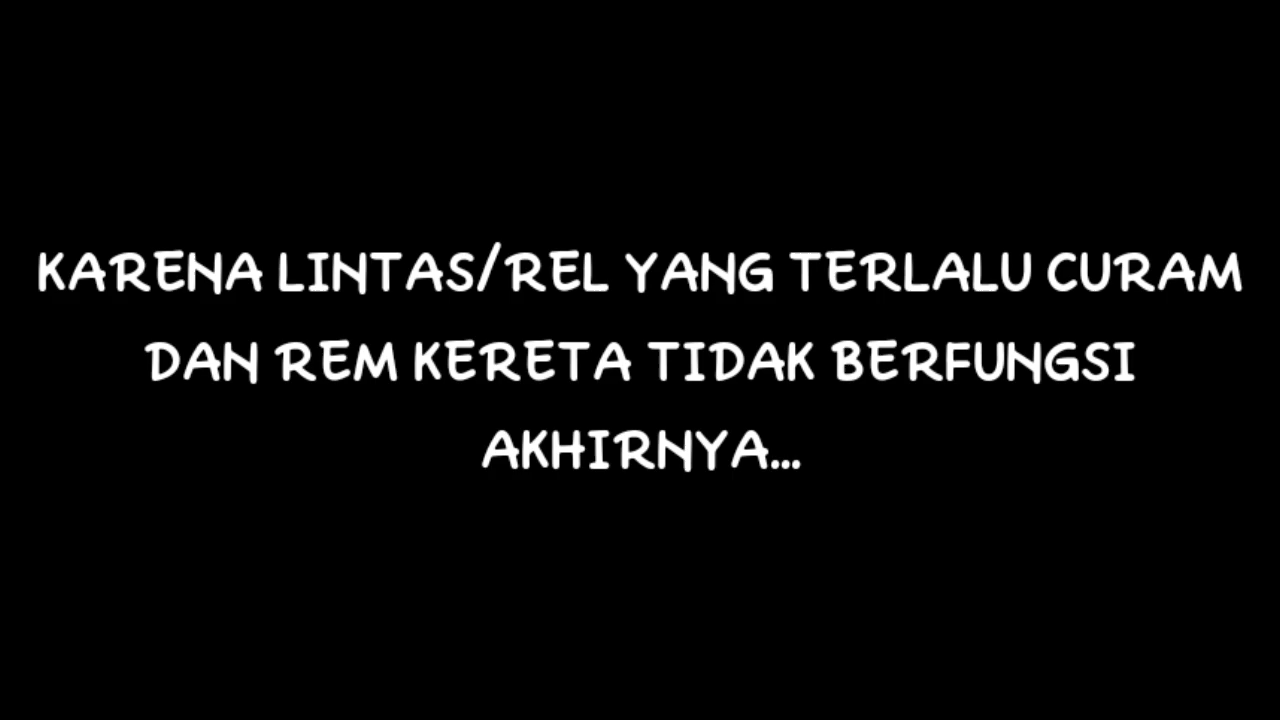 KARENA LINTAS/REL YANG TERLALU CURAM
DAN REM KERETA TIDAK BERFUNGSI
AKHIRNYA...